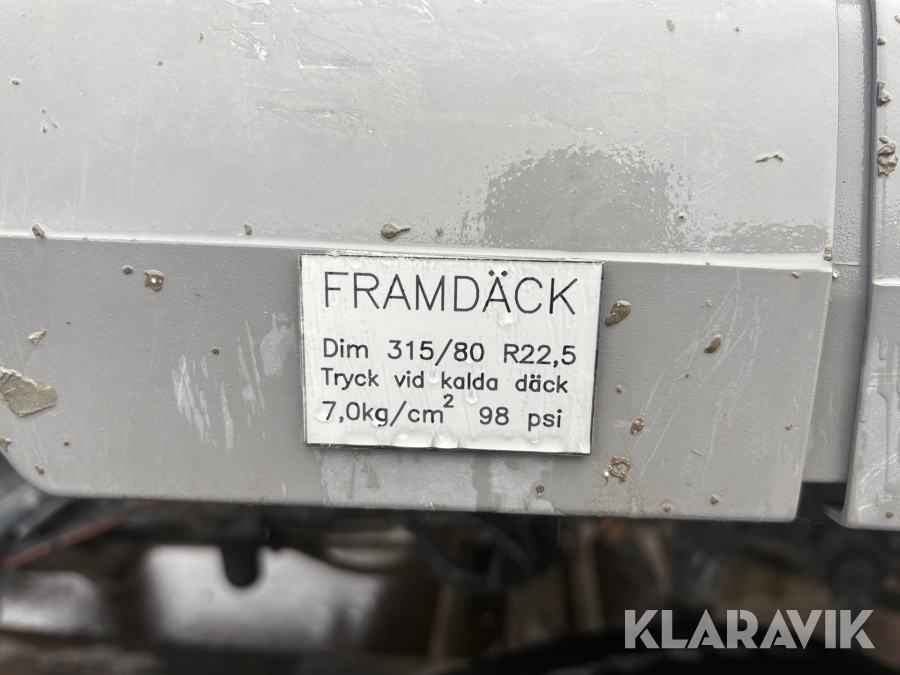 FRAMDÄCK
Dim 315/80 R22,5
Tryck vid kalda däck
7,0kg/cm² 98 psi
KLARAVIK